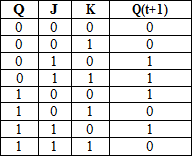 Q J K Q(t+1)
0 0 0 0
0 0 1 0
0 1 0 1
0 1 1 1
1 0 0 1
1 0 1 0
1 1 0 1
1 1 1 0